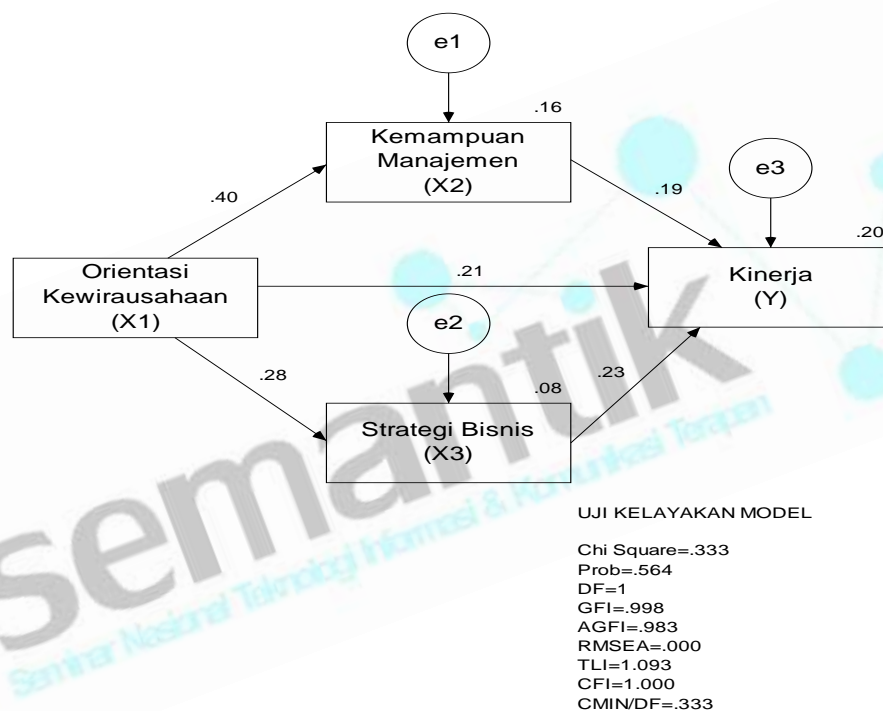 e1
.16
Kemampuan
Manajemen
(X2)
e3
.40
.19
.20
Orientasi
Kewirausahaan
(X1)
.21
Kinerja
(Y)
e2
.28
.23
.08
Strategi Bisnis
(X3)
semantik
Seminar Nasional Teknologi Informasi & Komunikasi Terapan
UJI KELAYAKAN MODEL
Chi Square=.333
Prob=.564
DF=1
GFI=.998
AGFI=.983
RMSEA=.000
TLI=1.093
CFI=1.000
CMIN/DF=.333